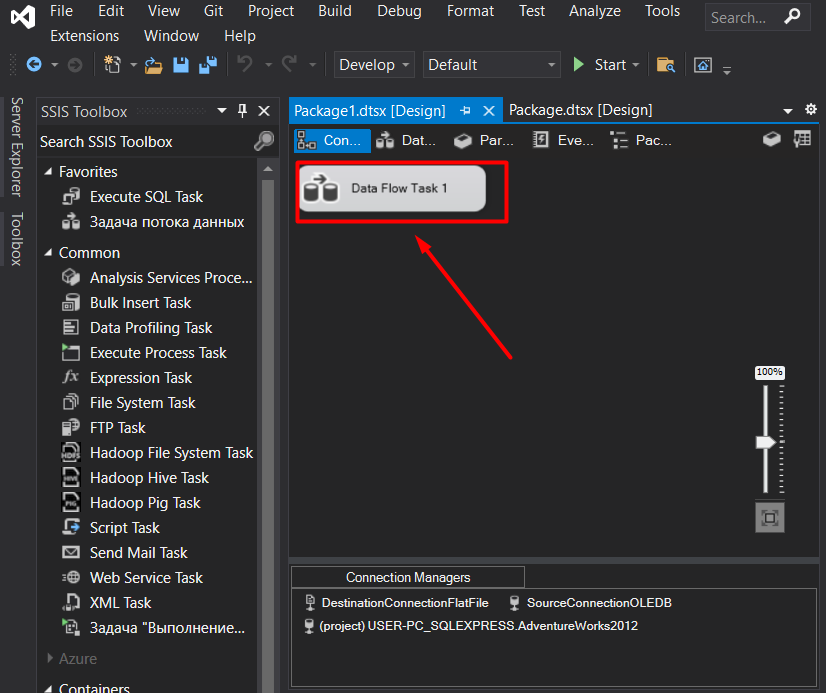 File Edit View Git Project Build Debug Format Test Analyze Tools Search...
Extensions Window Help
Develop Default Start
Server Explorer
Toolbox
SSIS Toolbox
Search SSIS Toolbox
Favorites
Execute SQL Task
Задача потока данных
Common
Analysis Services Proce...
Bulk Insert Task
Data Profiling Task
Execute Process Task
Expression Task
File System Task
FTP Task
Hadoop File System Task
Hadoop Hive Task
Hadoop Pig Task
Script Task
Send Mail Task
Web Service Task
XML Task
Задача "Выполнение...
Azure
Containers
Package1.dtsx [Design] Package.dtsx [Design]
Con... Dat... Par... Eve... Pac...
Data Flow Task 1
100%
Connection Managers
DestinationConnectionFlatFile SourceConnectionOLEDB
(project) USER-PC_SQLEXPRESS.AdventureWorks2012